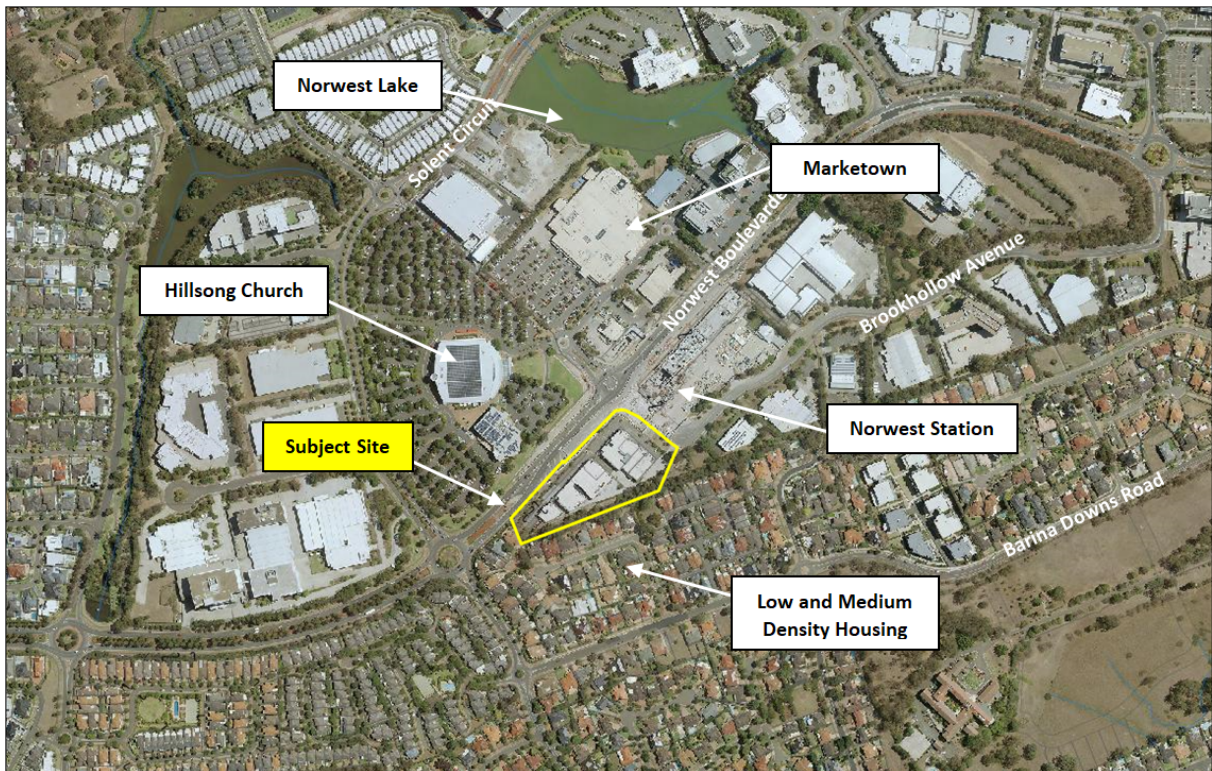 Norwest Lake
Solent Circuit
Marketown
Norwest Boulevarde
Brookhollow Avenue
Hillsong Church
Subject Site
Norwest Station
Barina Downs Road
Low and Medium
Density Housing